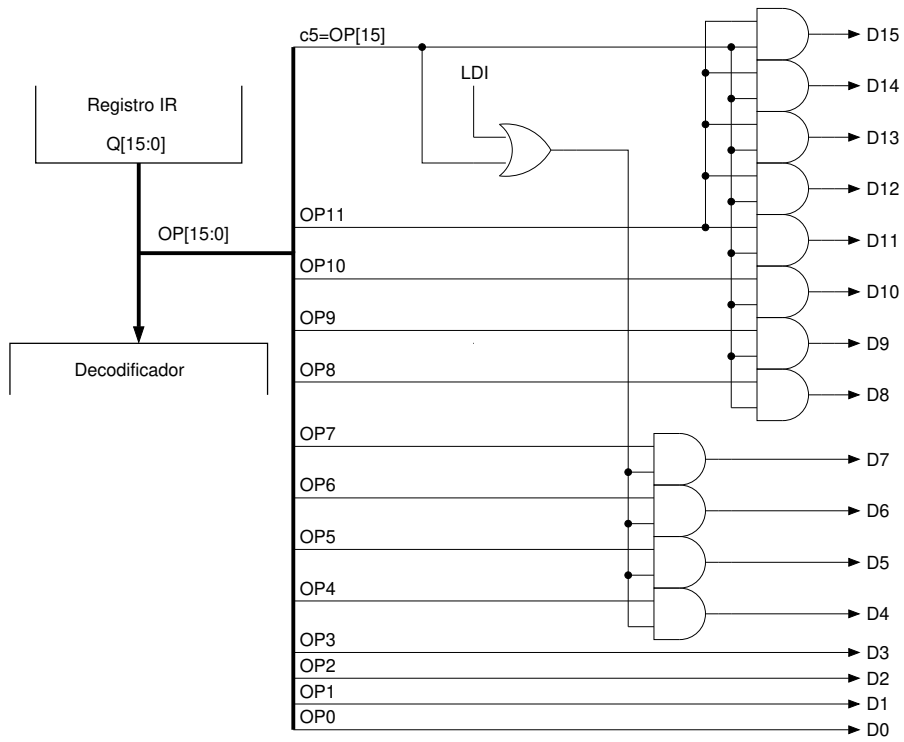 c5=OP[15]
D15
LDI
D14
Registro IR
Q[15:0]
D13
D12
OP11
OP[15:0]
D11
OP10
D10
OP9
D9
Decodificador
OP8
D8
OP7
D7
OP6
D6
OP5
D5
OP4
D4
OP3
D3
OP2
D2
OP1
D1
OP0
D0